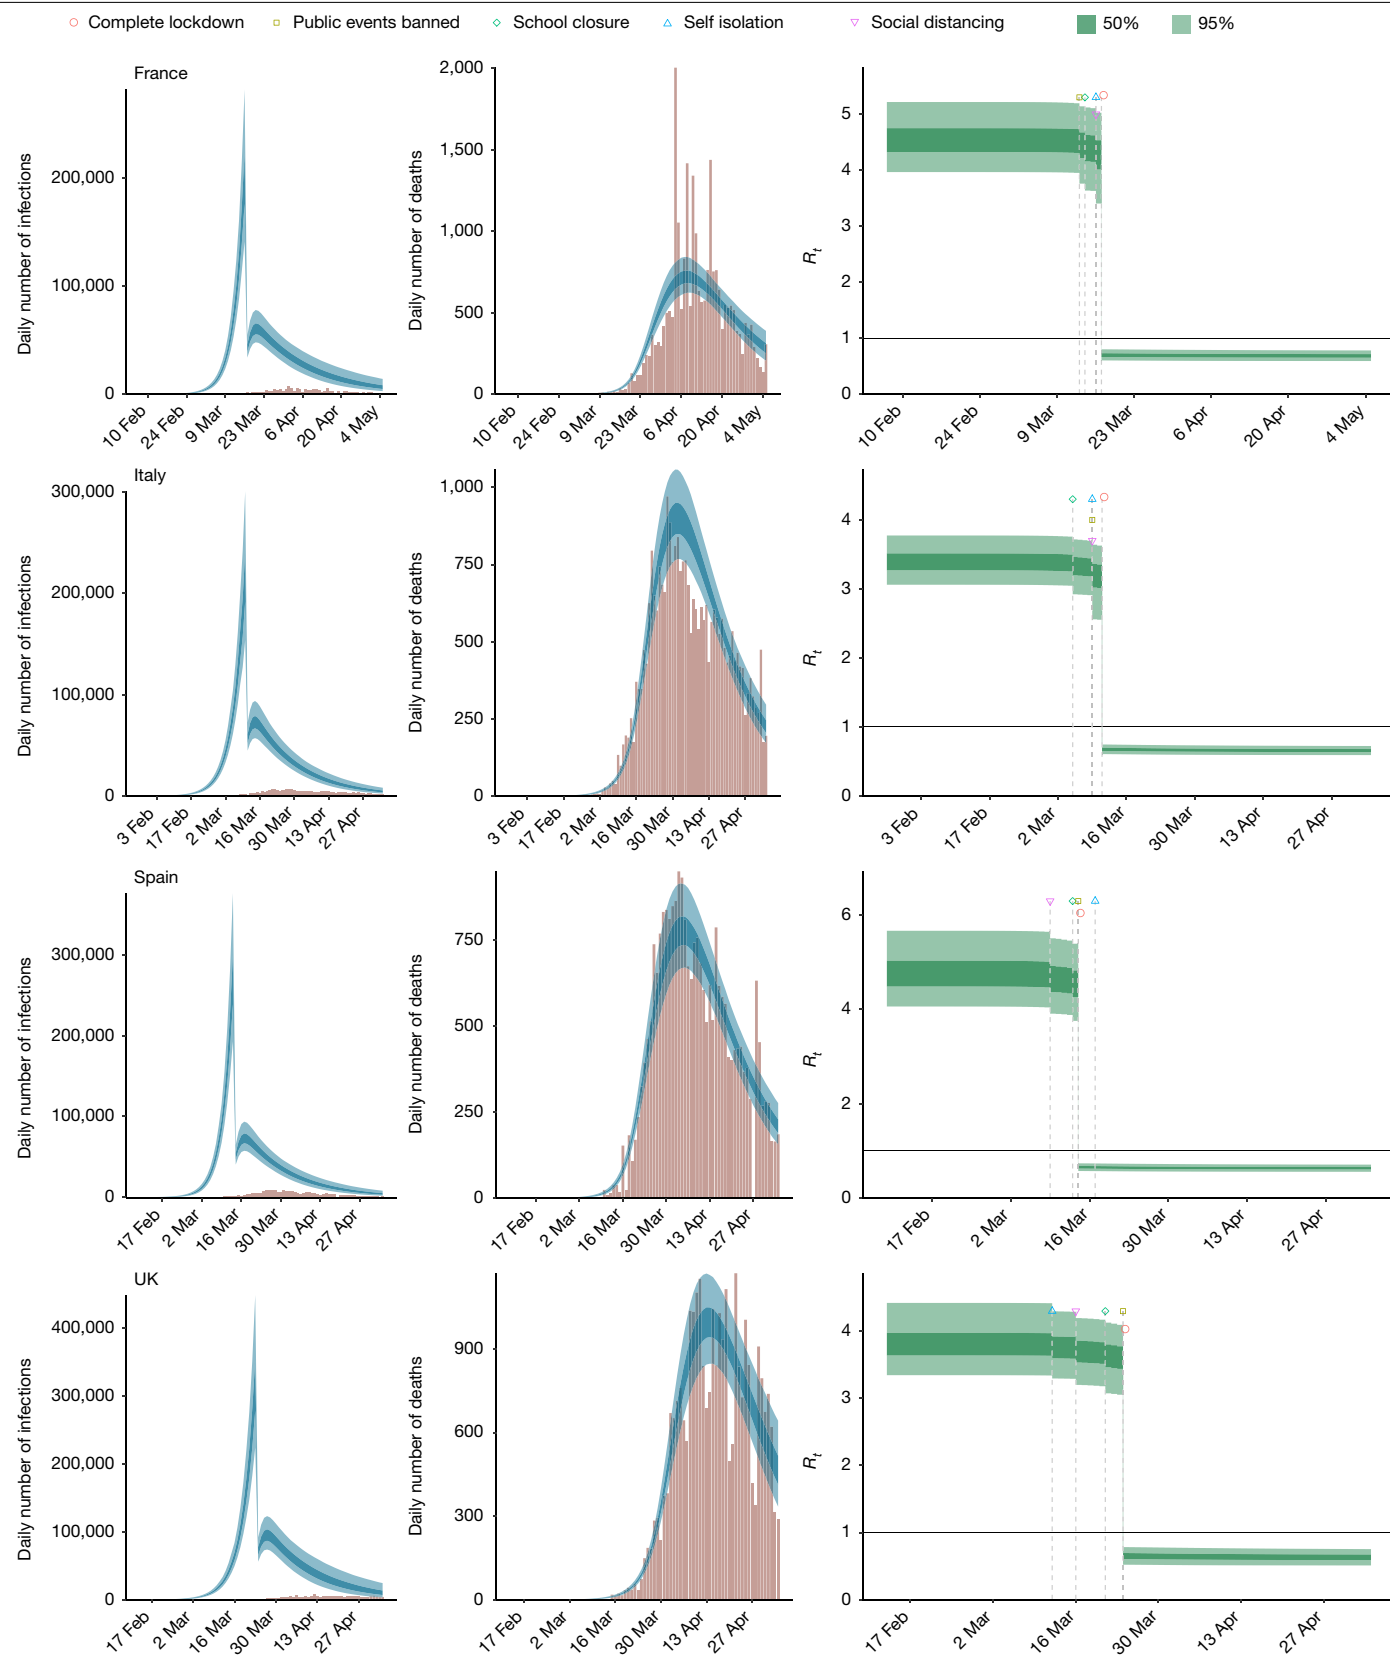 Complete lockdown Public events banned School closure Self isolation Social distancing 50% 95%
France
Daily number of infections
200,000
100,000
0
10 Feb 24 Feb 9 Mar 23 Mar 6 Apr 20 Apr 4 May
Daily number of deaths
2,000
1,500
1,000
500
0
10 Feb 24 Feb 9 Mar 23 Mar 6 Apr 20 Apr 4 May
Rt
5
4
3
2
1
0
10 Feb 24 Feb 9 Mar 23 Mar 6 Apr 20 Apr 4 May
Italy
Daily number of infections
300,000
200,000
100,000
0
3 Feb 17 Feb 2 Mar 16 Mar 30 Mar 13 Apr 27 Apr
Daily number of deaths
1,000
750
500
250
0
3 Feb 17 Feb 2 Mar 16 Mar 30 Mar 13 Apr 27 Apr
Rt
4
3
2
1
0
3 Feb 17 Feb 2 Mar 16 Mar 30 Mar 13 Apr 27 Apr
Spain
Daily number of infections
300,000
200,000
100,000
0
17 Feb 2 Mar 16 Mar 30 Mar 13 Apr 27 Apr
Daily number of deaths
750
500
250
0
17 Feb 2 Mar 16 Mar 30 Mar 13 Apr 27 Apr
Rt
6
4
2
1
0
17 Feb 2 Mar 16 Mar 30 Mar 13 Apr 27 Apr
UK
Daily number of infections
400,000
300,000
200,000
100,000
0
17 Feb 2 Mar 16 Mar 30 Mar 13 Apr 27 Apr
Daily number of deaths
900
600
300
0
17 Feb 2 Mar 16 Mar 30 Mar 13 Apr 27 Apr
Rt
4
3
2
1
0
17 Feb 2 Mar 16 Mar 30 Mar 13 Apr 27 Apr